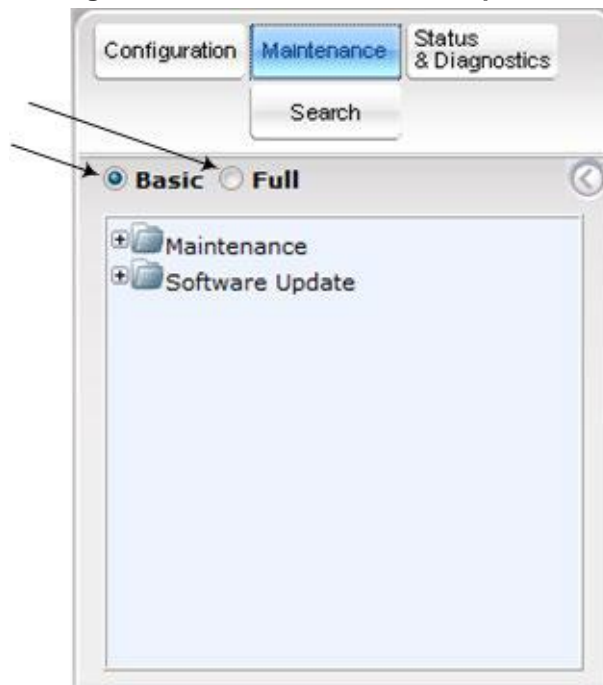 Configuration
Maintenance
Status
& Diagnostics
Search
Basic
Full
Maintenance
Software Update